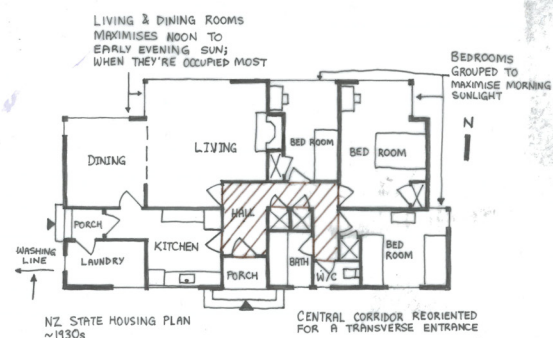 LIVING & DINING ROOMS
MAXIMISES NOON TO
EARLY EVENING SUN;
WHEN THEY'RE OCCUPIED MOST
BEDROOMS
GROUPED TO
MAXIMISE MORNING
SUNLIGHT
N
DINING
LIVING
BED ROOM
BED ROOM
HALL
PORCH
KITCHEN
LAUNDRY
WASHING
LINE
PORCH
BATH
W/C
BED
ROOM
NZ STATE HOUSING PLAN
~1930s
CENTRAL CORRIDOR REORIENTED
FOR A TRANSVERSE ENTRANCE